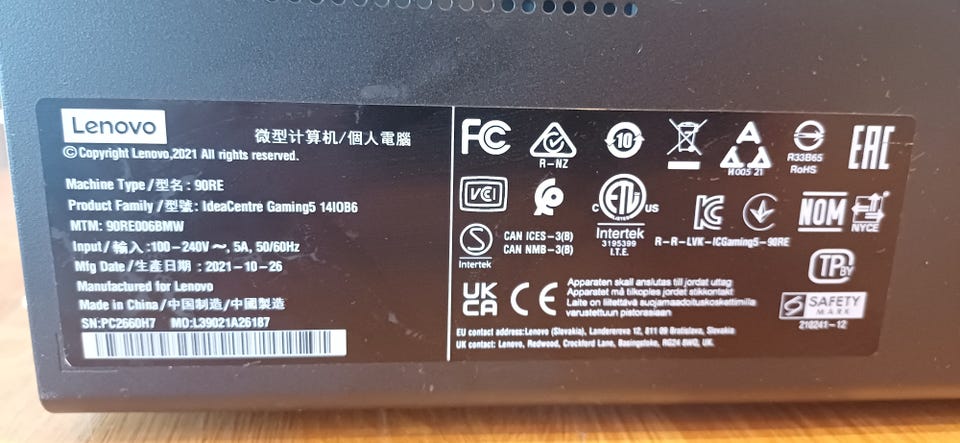 Lenovo
微型计算机/個人電腦
©Copyright Lenovo,2021 All rights reserved.
Machine Type/型名: 90RE
Product Family/型號: IdeaCentre Gaming5 14IOB6
MTM: 90RE006BMW
Input/輸入:100-240V～, 5A, 50/60Hz
Mfg Date/生產日期: 2021-10-26
Manufactured for Lenovo
Made in China/中国制造/中國製造
SN:PC2660H7 MO:L39021A26187
FC
R-NZ
10
A
H005 21
R33B65
RoHS
EAC
VCI
S
Intertek
CAN ICES-3(B)
CAN NMB-3(B)
ETL
C US
Intertek
3195399
I.T.E.
R-R-LVK-ICGaming5-90RE
NOM
NYCE
UK
CA
CE
Apparaten skall anslutas till jordat uttag
Apparatet må tilkoples jordet stikkontakt
Laite on liitettävä suojamaadoituskoskettimilla
varustettuun pistorasiaan
TP BY
S SAFETY
MARK
210241-12
EU contact address:Lenovo (Slovakia), Landererova 12, 811 09 Bratislava, Slovakia
UK contact: Lenovo, Redwood, Crockford Lane, Basingstoke, RG24 8WQ, UK.